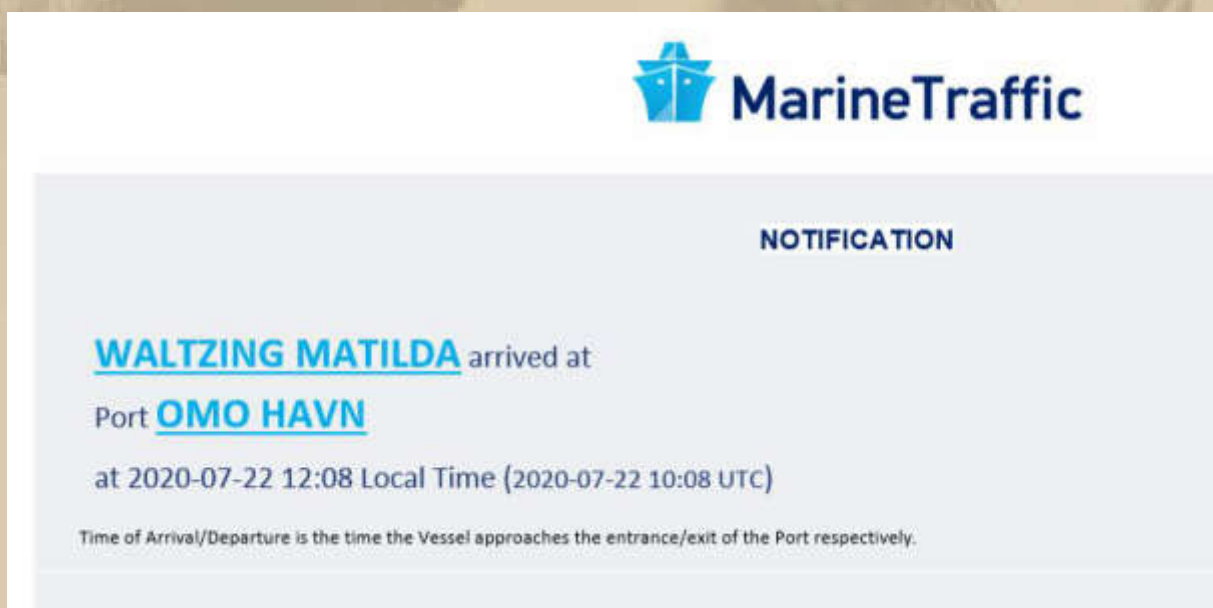 MarineTraffic
NOTIFICATION
WALTZING MATILDA arrived at
Port OMO HAVN
at 2020-07-22 12:08 Local Time (2020-07-22 10:08 UTC)
Time of Arrival/Departure is the time the Vessel approaches the entrance/exit of the Port respectively.